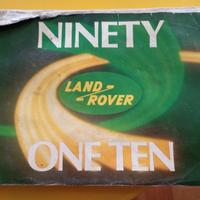 NINETY
LAND
ROVER
ONE TEN